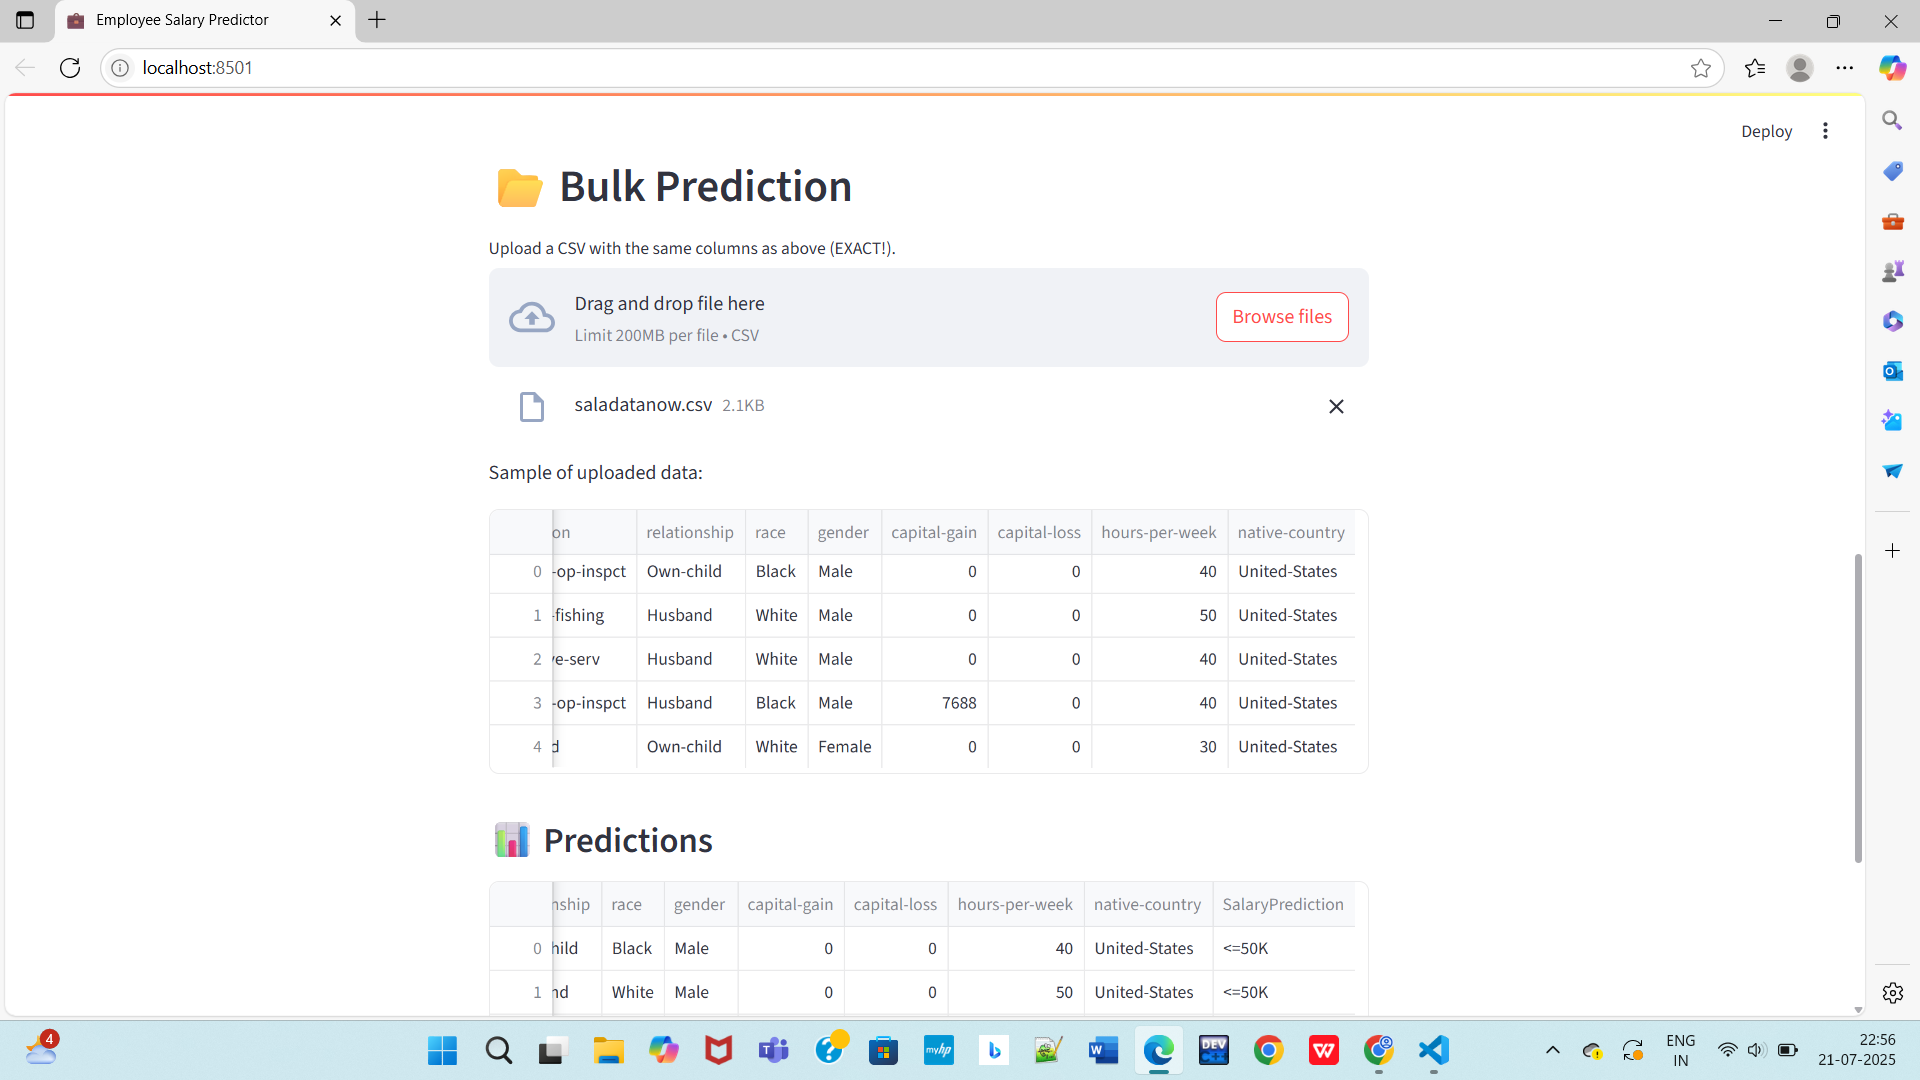 Employee Salary Predictor
localhost:8501
Deploy
Bulk Prediction
Upload a CSV with the same columns as above (EXACT!).
Drag and drop file here
Limit 200MB per file • CSV
Browse files
saladatanow.csv 2.1KB
Sample of uploaded data:
on relationship race gender capital-gain capital-loss hours-per-week native-country
0 -op-inspct Own-child Black Male 0 0 40 United-States
1 -fishing Husband White Male 0 0 50 United-States
2 ve-serv Husband White Male 0 0 40 United-States
3 -op-inspct Husband Black Male 7688 0 40 United-States
4 d Own-child White Female 0 0 30 United-States
Predictions
nship race gender capital-gain capital-loss hours-per-week native-country SalaryPrediction
0 hild Black Male 0 0 40 United-States <=50K
1 nd White Male 0 0 50 United-States <=50K
4
myhp
DEV
C++
ENG
IN
22:56
21-07-2025